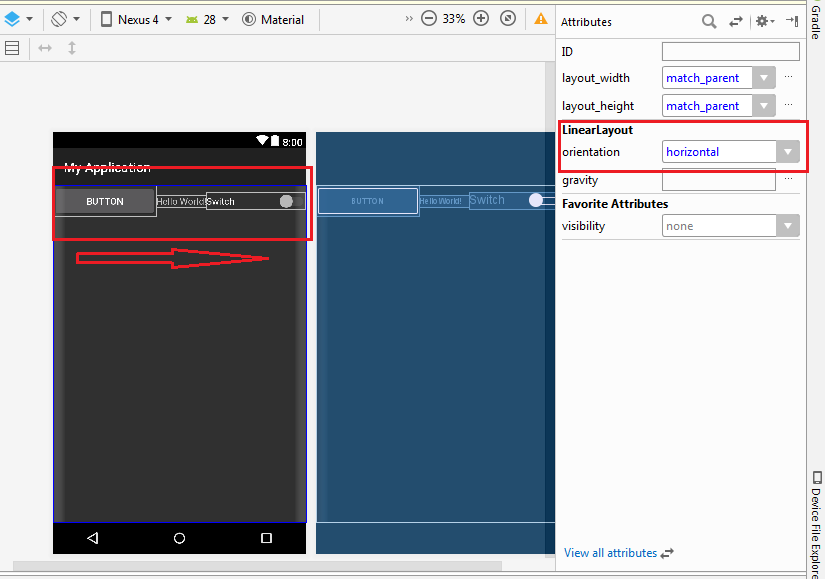 Nexus 4
28
Material
33%
Attributes
ID
layout_width
match_parent
layout_height
match_parent
LinearLayout
orientation
horizontal
gravity
Favorite Attributes
visibility
none
View all attributes
8:00
My Application
BUTTON
Hello World!
Switch
BUTTON
Hello World!
Switch
Gradle
Device File Explore